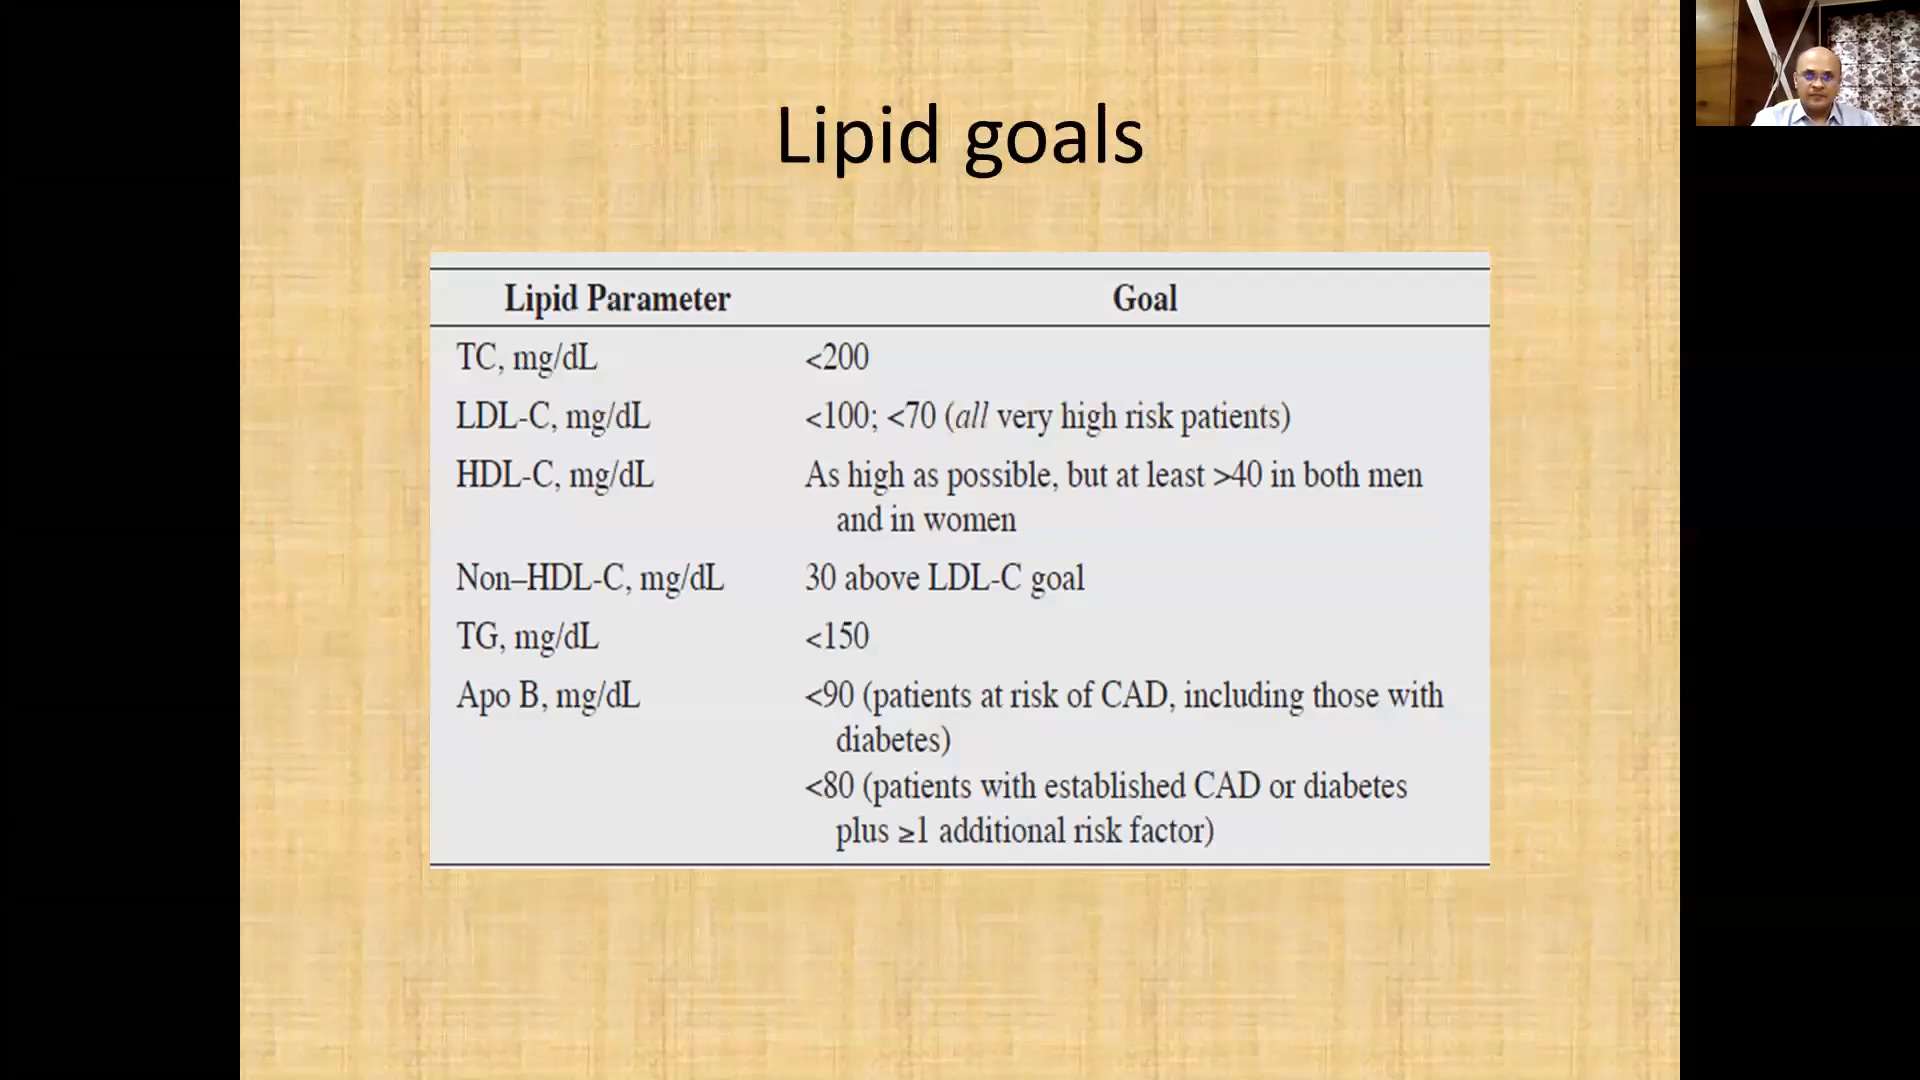 Lipid goals
Lipid Parameter Goal
TC, mg/dL <200
LDL-C, mg/dL <100; <70 (all very high risk patients)
HDL-C, mg/dL As high as possible, but at least >40 in both men
and in women
Non–HDL-C, mg/dL 30 above LDL-C goal
TG, mg/dL <150
Apo B, mg/dL <90 (patients at risk of CAD, including those with
diabetes)
<80 (patients with established CAD or diabetes
plus ≥1 additional risk factor)